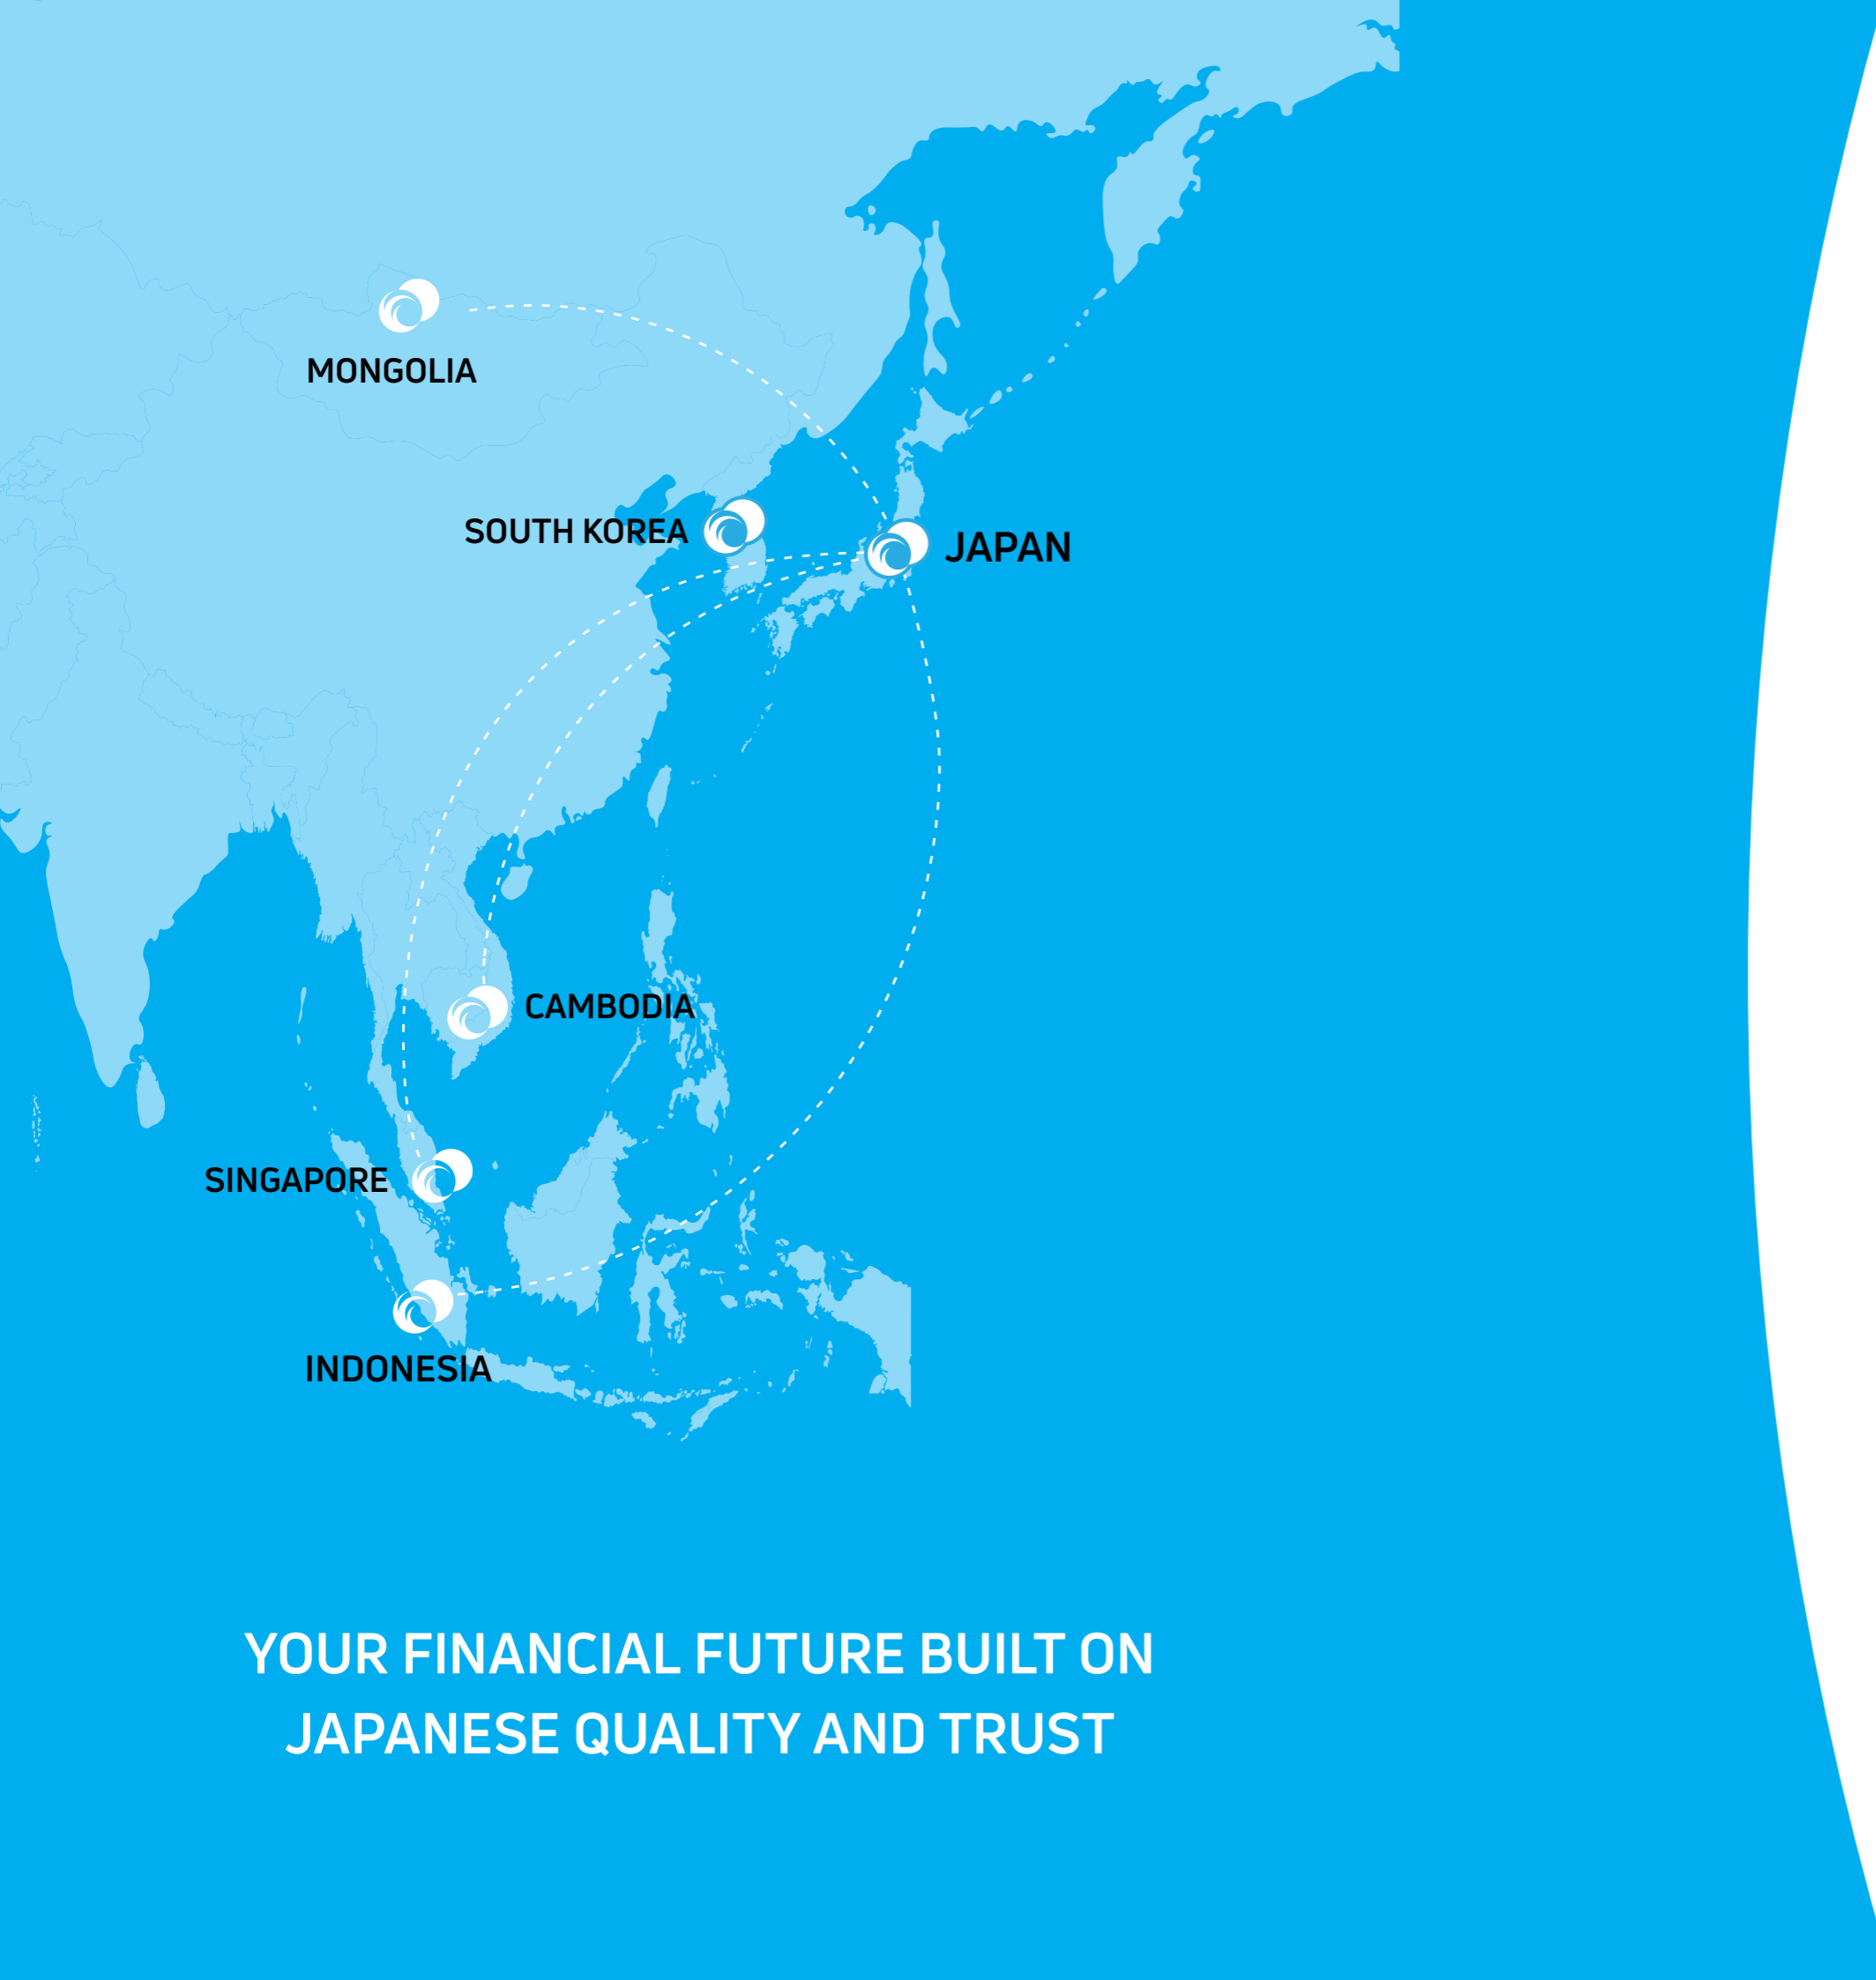 MONGOLIA
SOUTH KOREA
JAPAN
CAMBODIA
SINGAPORE
INDONESIA
YOUR FINANCIAL FUTURE BUILT ON
JAPANESE QUALITY AND TRUST